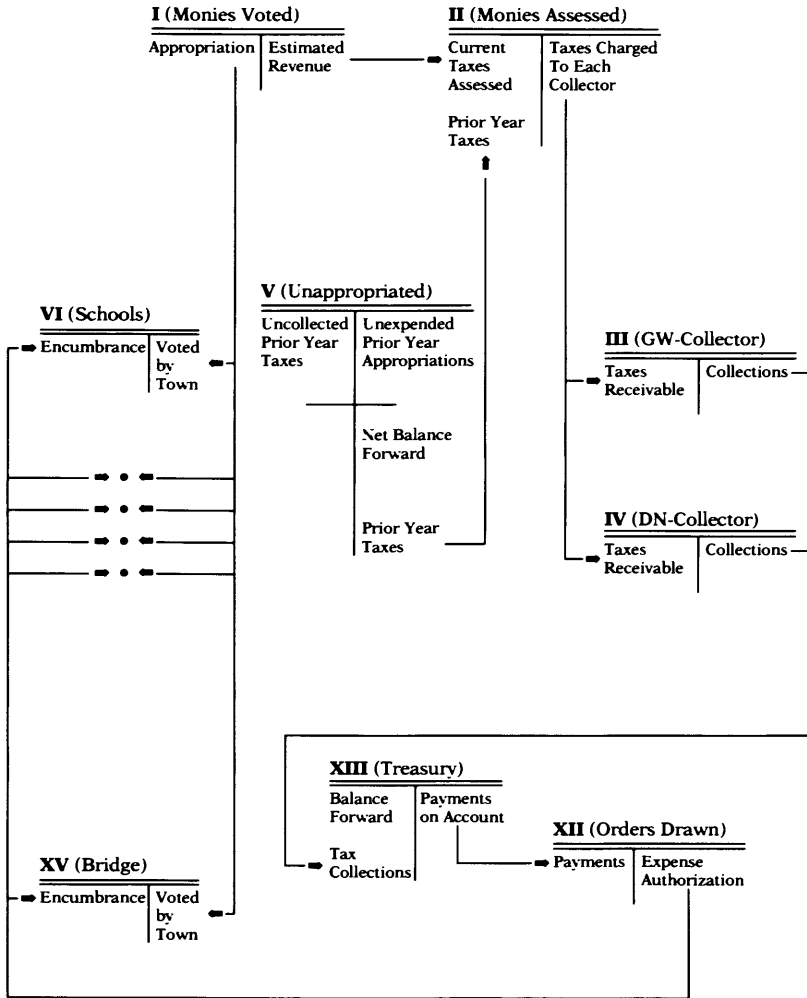 I (Monies Voted)
Appropriation
Estimated
Revenue
II (Monies Assessed)
Current
Taxes
Assessed
Prior Year
Taxes
Taxes Charged
To Each
Collector
V (Unappropriated)
Uncollected
Prior Year
Taxes
Unexpended
Prior Year
Appropriations
Net Balance
Forward
Prior Year
Taxes
VI (Schools)
Encumbrance
Voted
by
Town
III (GW-Collector)
Taxes
Receivable
Collections
IV (DN-Collector)
Taxes
Receivable
Collections
XIII (Treasury)
Balance
Forward
Tax
Collections
Payments
on Account
XII (Orders Drawn)
Payments
Expense
Authorization
XV (Bridge)
Encumbrance
Voted
by
Town